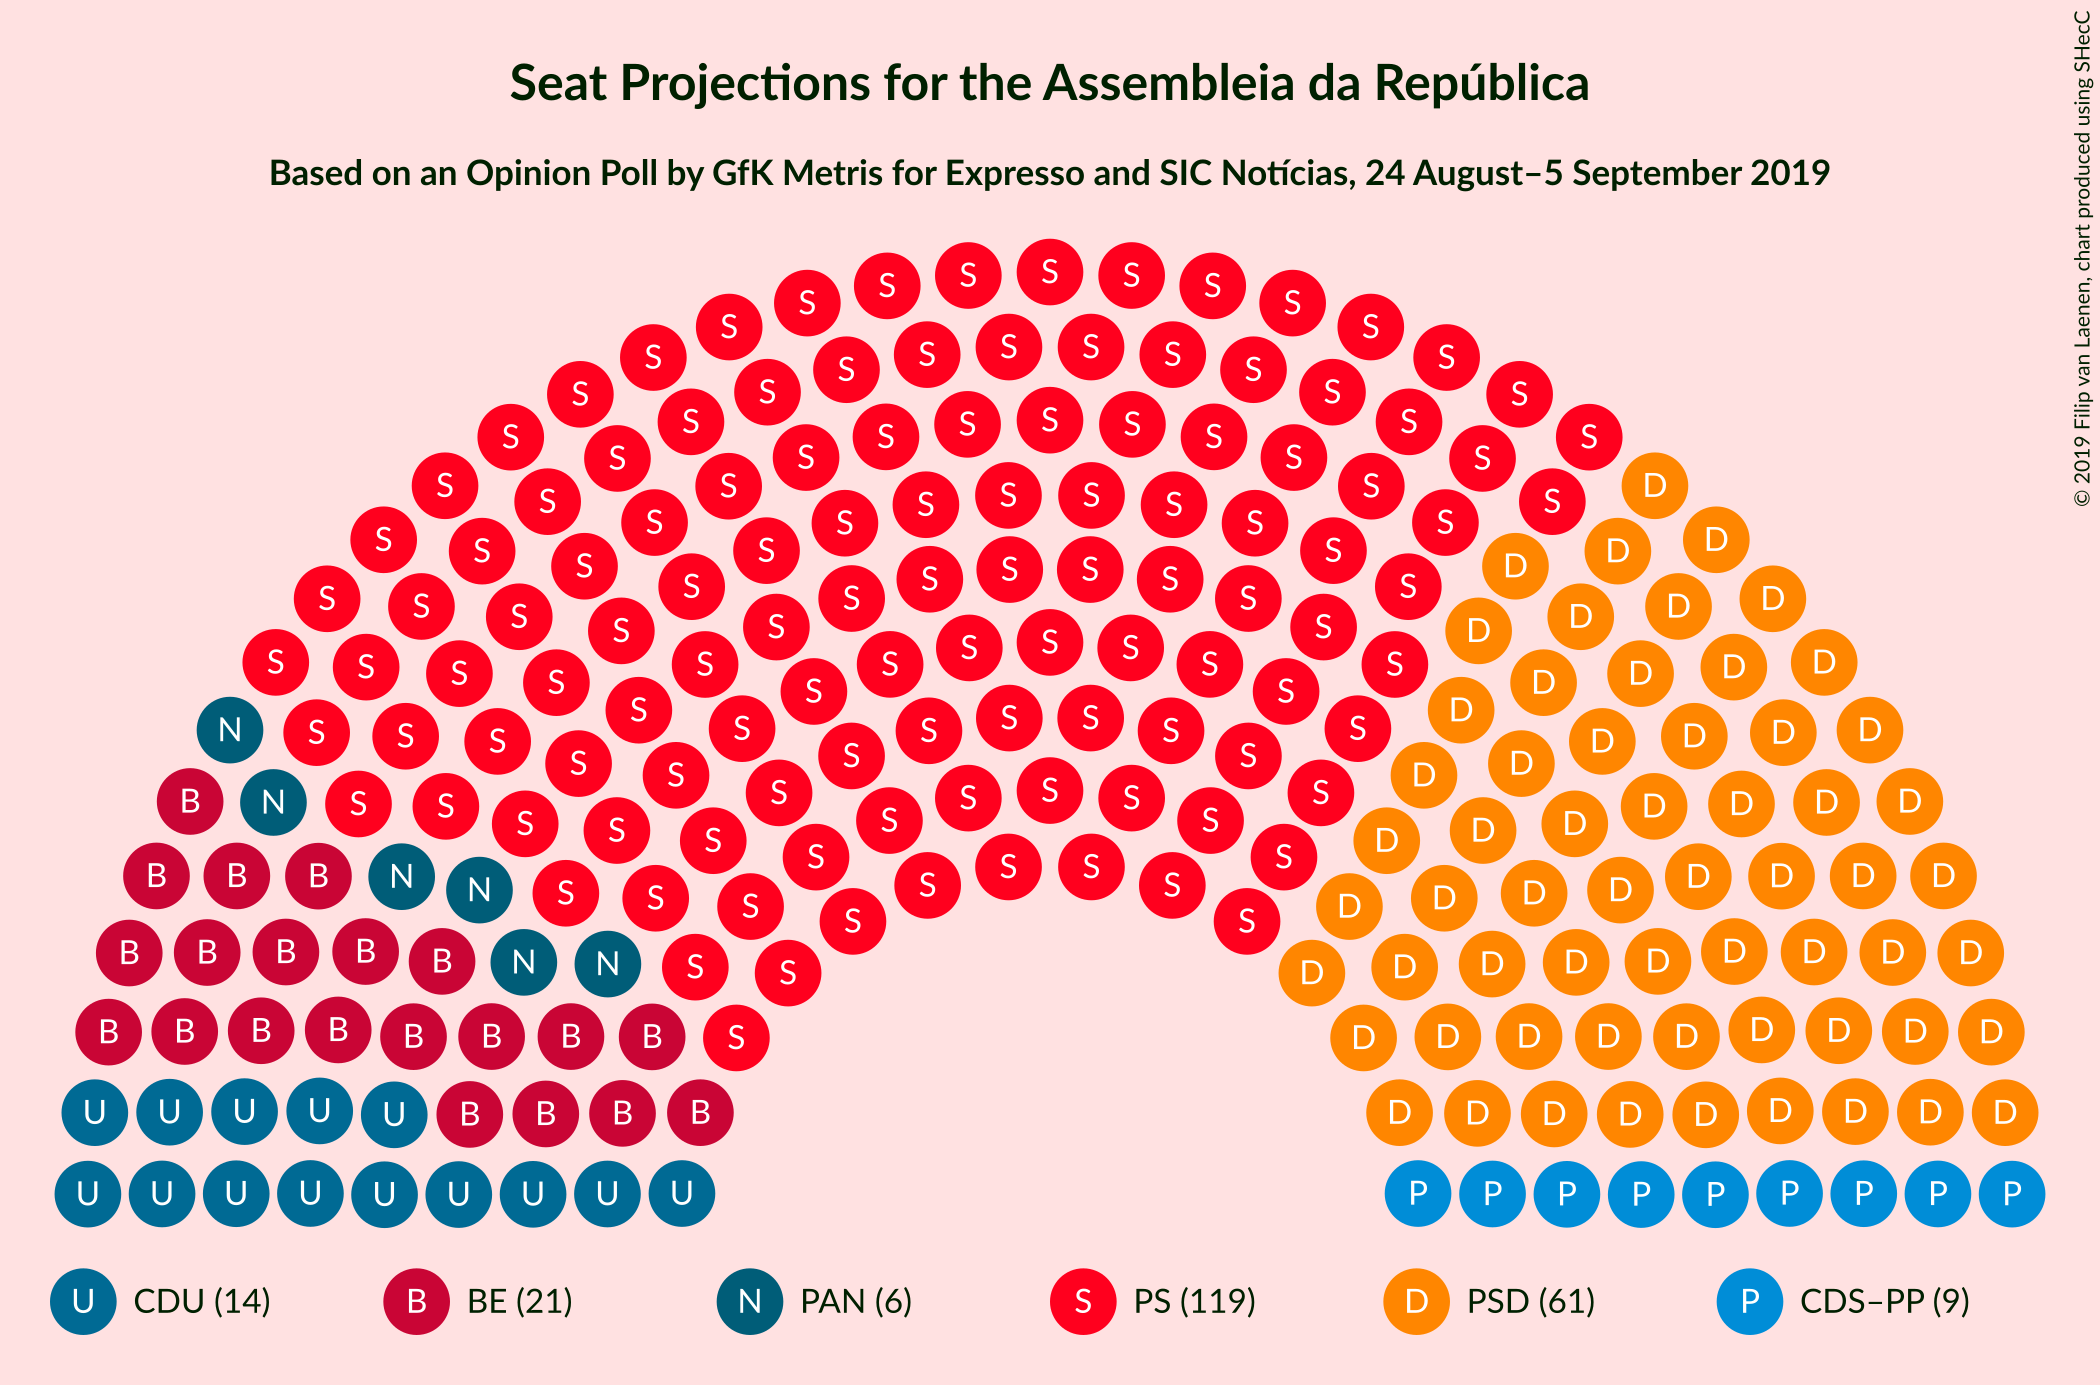 Seat Projections for the Assembleia da República
Based on an Opinion Poll by GfK Metris for Expresso and SIC Notícias, 24 August–5 September 2019
© 2019 Filip van Laenen, chart produced using SHecC
S S S S S S S S S S S S S S S S S S S D D D D D D
U CDU (14) B BE (21) N PAN (6) S PS (119) D PSD (61) P CDS–PP (9)